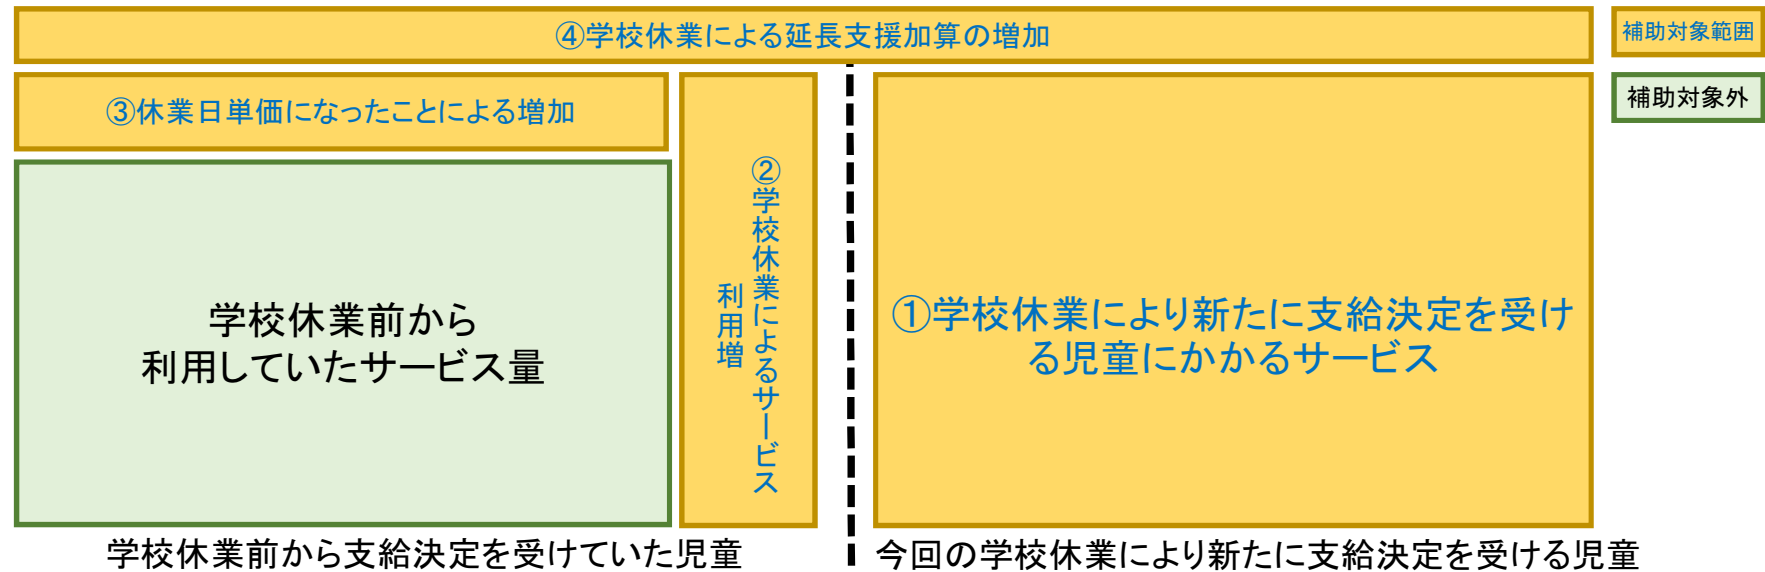 ④学校休業による延長支援加算の増加
補助対象範囲
③休業日単価になったことによる増加
補助対象外
学校休業前から
利用していたサービス量
②学校休業によるサービス
利用増
①学校休業により新たに支給決定を受け
る児童にかかるサービス
学校休業前から支給決定を受けていた児童
今回の学校休業により新たに支給決定を受ける児童